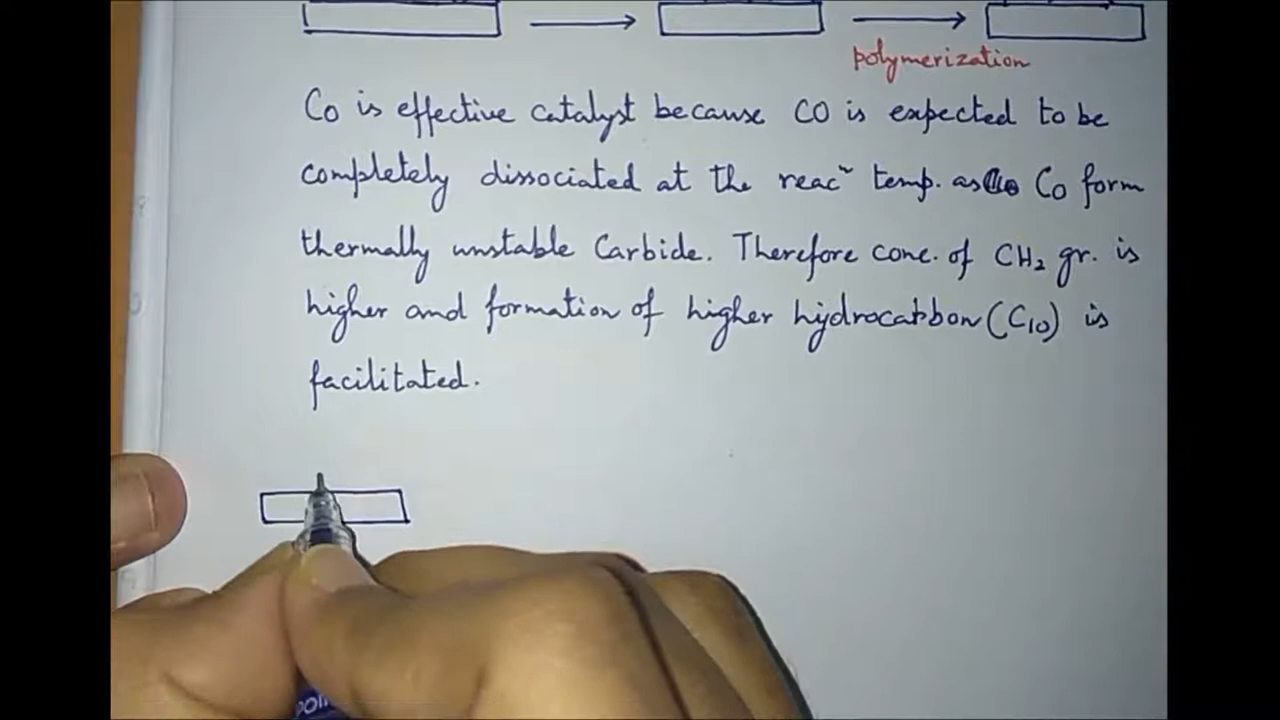 polymerization
Co is effective catalyst because CO is expected to be
completely dissociated at the reac~ temp. as Co form
thermally unstable Carbide. Therefore conc. of CH₂ gr. is
higher and formation of higher hydrocarbon (C₁₀) is
facilitated.